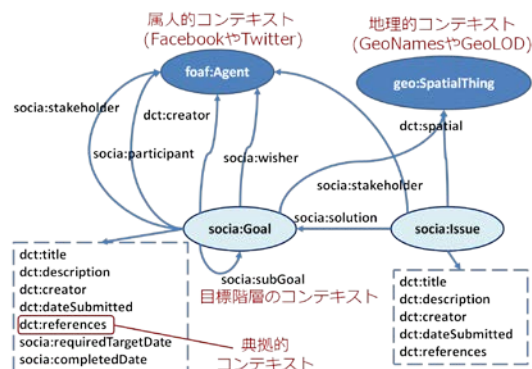 属人的コンテキスト
(FacebookやTwitter)
地理的コンテキスト
(GeoNamesやGeoLOD)
foaf:Agent
geo:SpatialThing
socia:stakeholder
dct:creator
dct:spatial
socia:participant
socia:wisher
socia:stakeholder
socia:solution
socia:Goal
socia:Issue
socia:subGoal
目標階層のコンテキスト
dct:title
dct:description
dct:creator
dct:dateSubmitted
dct:references
socia:requiredTargetDate
socia:completedDate
典拠的
コンテキスト
dct:title
dct:description
dct:creator
dct:dateSubmitted
dct:references